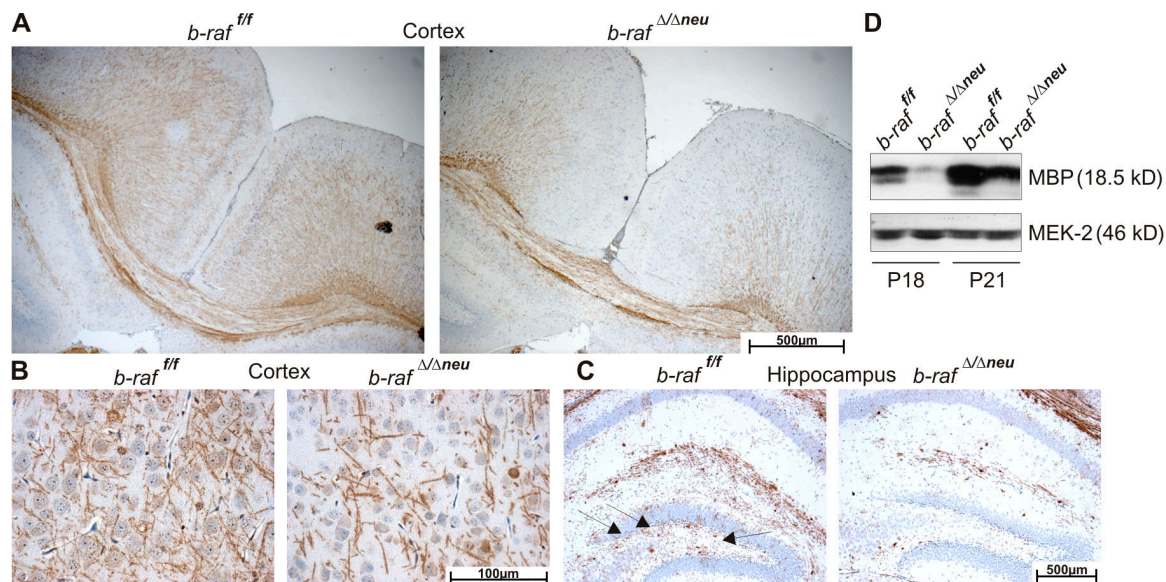 A
b-raf f/f
Cortex
b-raf Δ/Δneu
500µm
B
b-raf f/f
Cortex
b-raf Δ/Δneu
100µm
C
b-raf f/f
Hippocampus
b-raf Δ/Δneu
500µm
D
b-raf f/f
b-raf Δ/Δneu
b-raf f/f
b-raf Δ/Δneu
MBP (18.5 kD)
MEK-2 (46 kD)
P18
P21